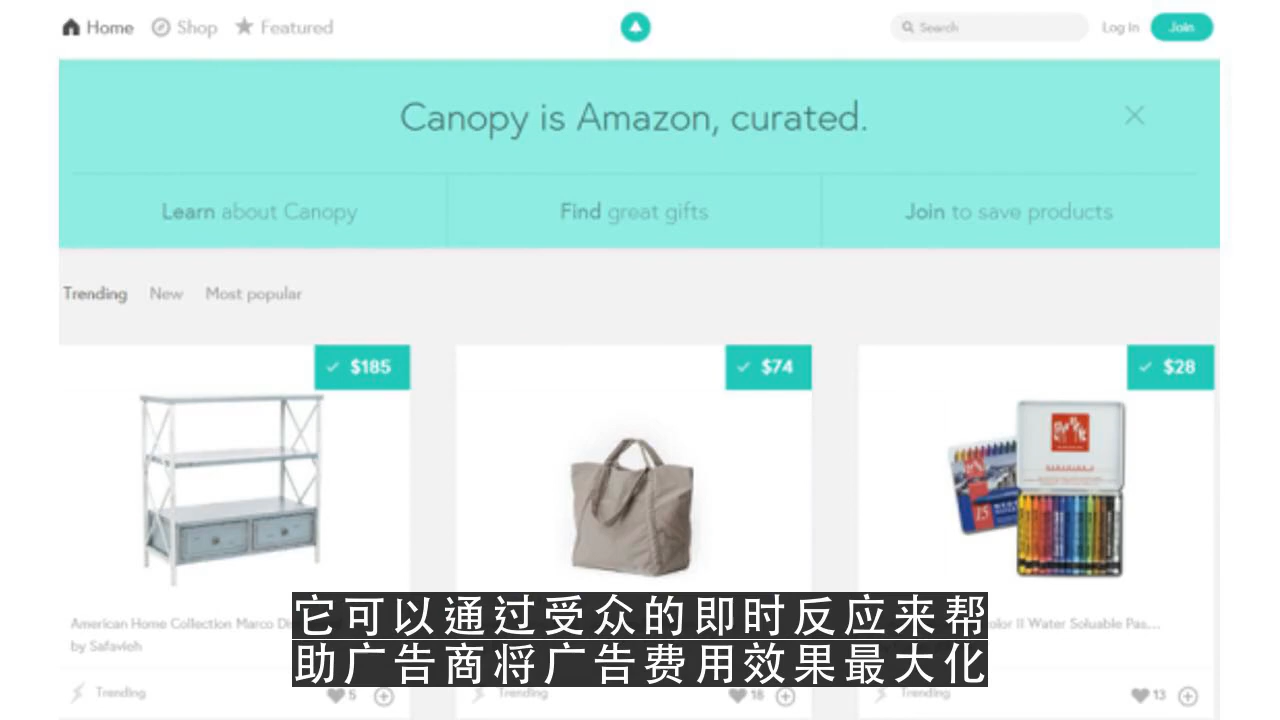 Home Shop Featured Search Log In Join
Canopy is Amazon, curated.
Learn about Canopy Find great gifts Join to save products
Trending New Most popular
$185 $74 $28
15
American Home Collection Marco
by Safavieh
olor II Water Soluable Pas...
它可以通过受众的即时反应来帮
助广告商将广告费用效果最大化
Trending 5 Trending 18 Trending 13